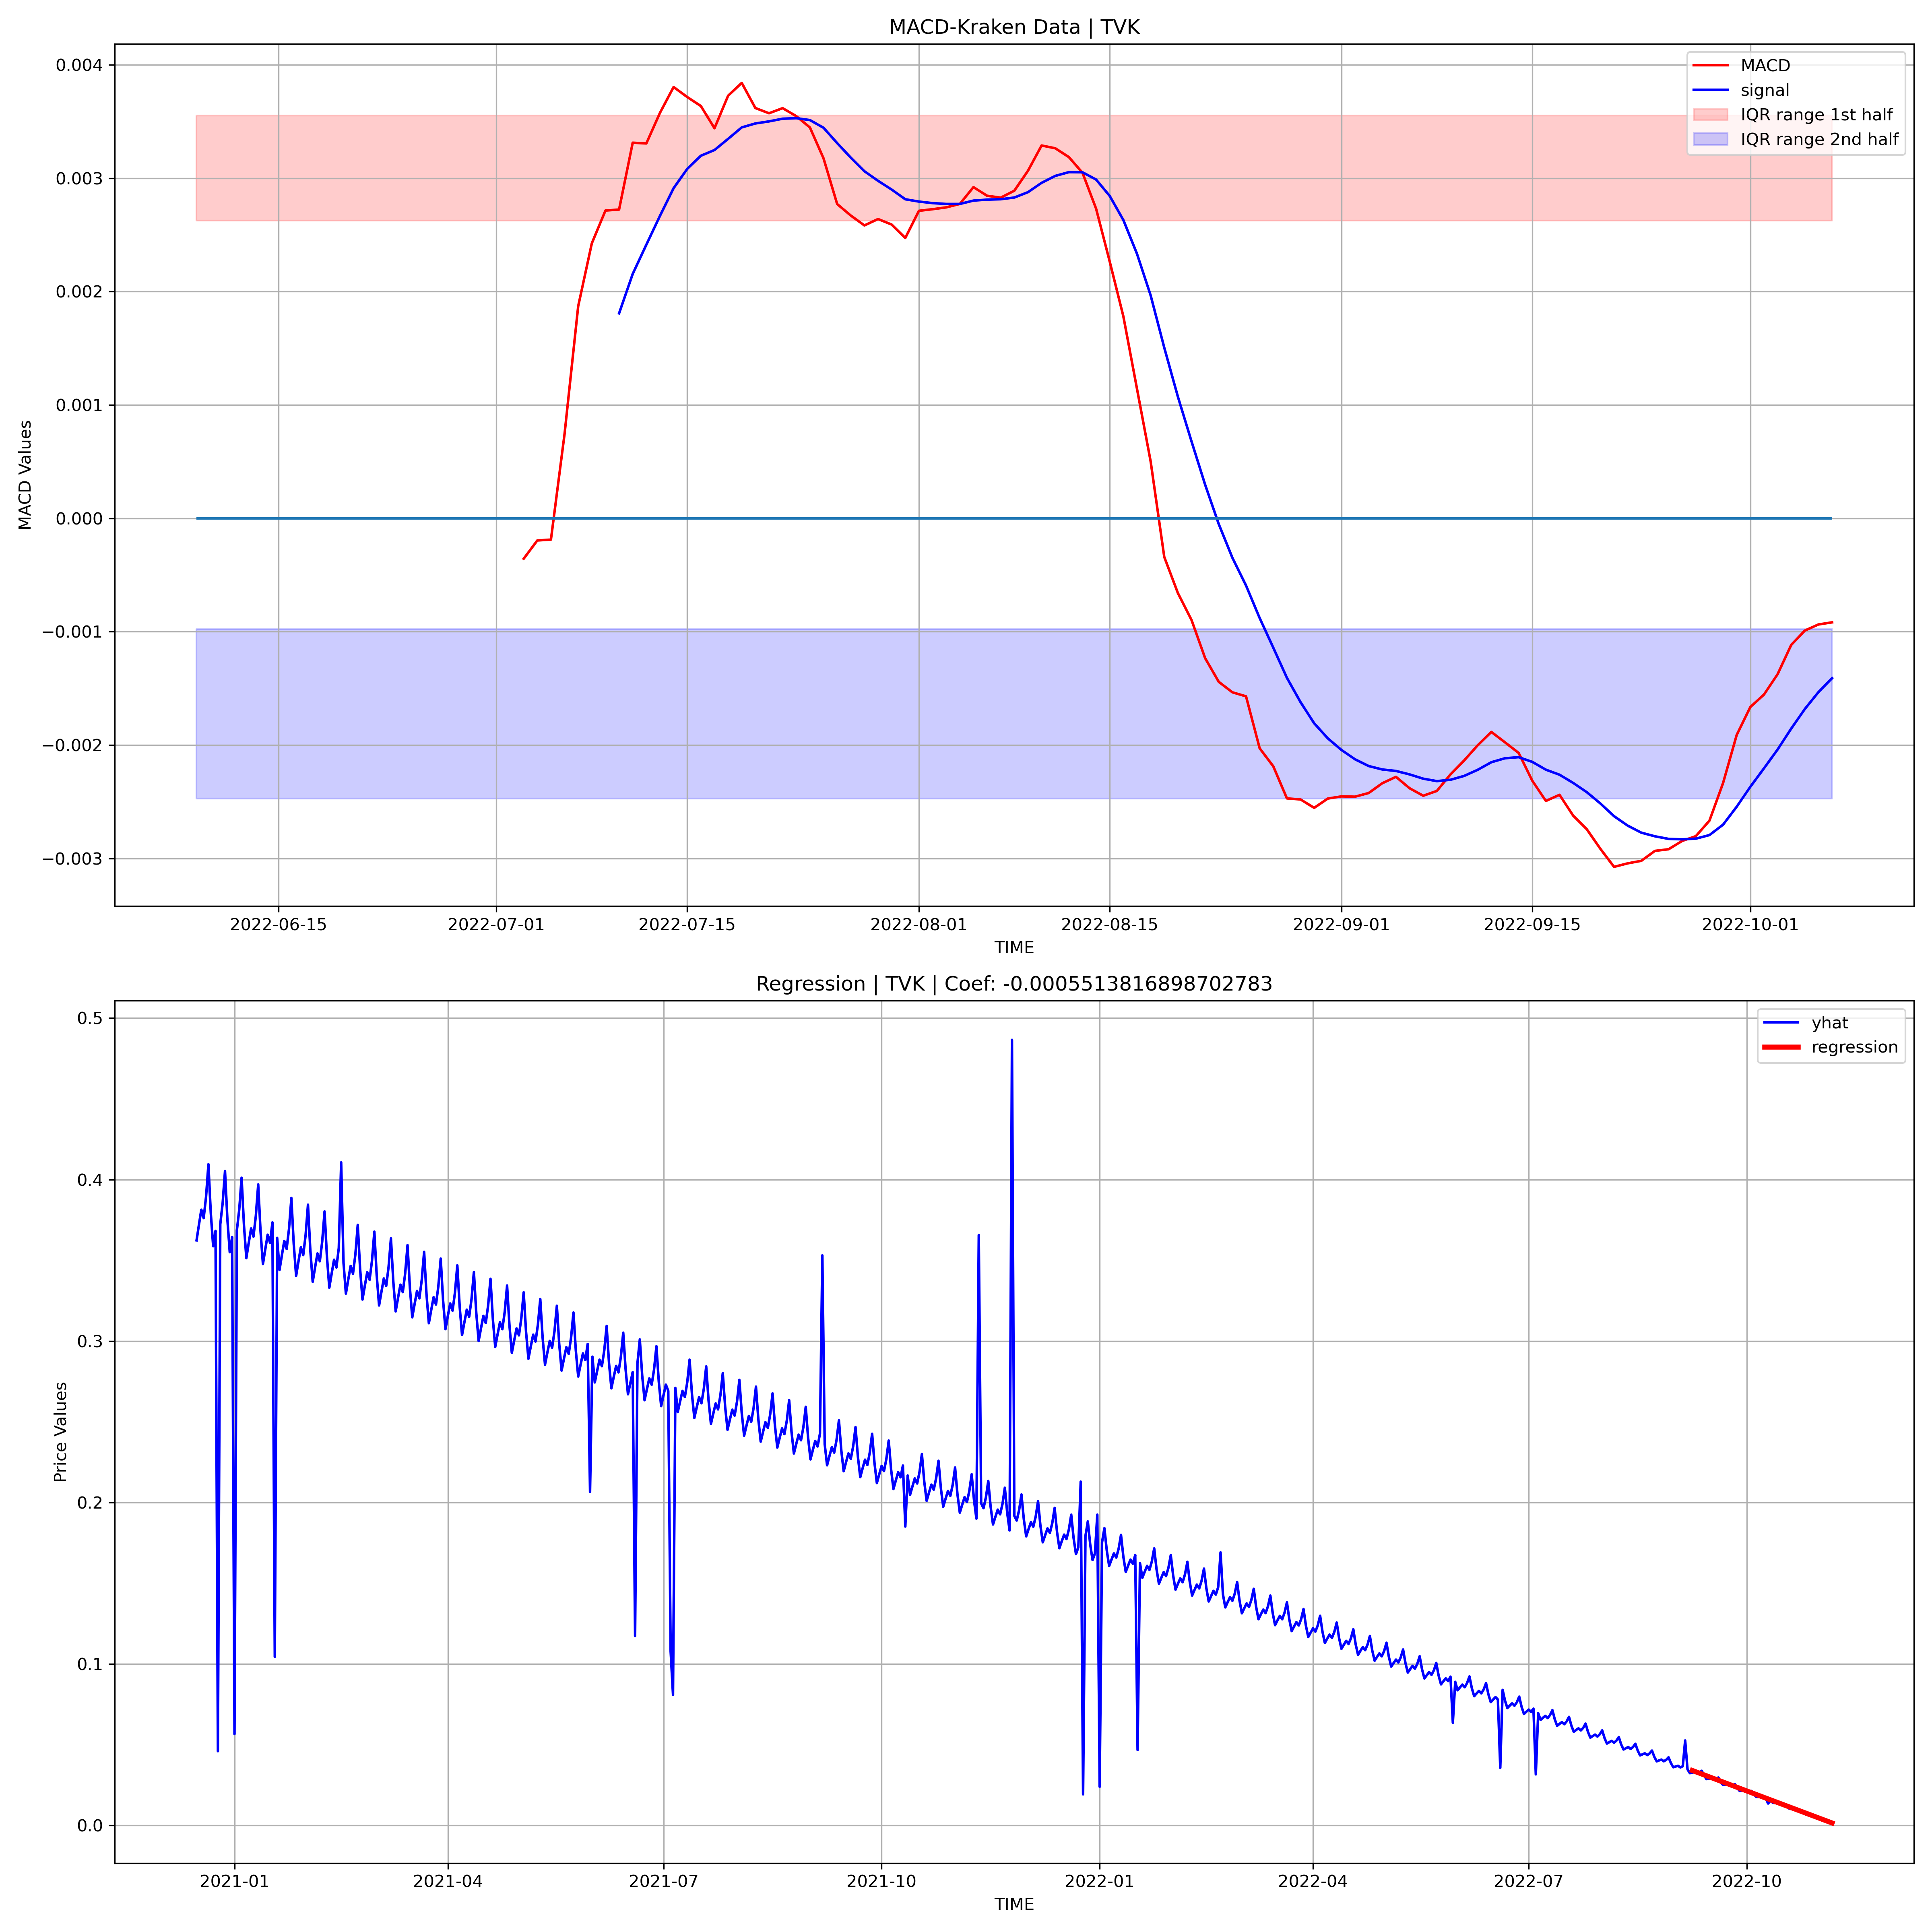 MACD-Kraken Data | TVK
MACD Values
0.004
0.003
0.002
0.001
0.000
−0.001
−0.002
−0.003
MACD
signal
IQR range 1st half
IQR range 2nd half
2022-06-15 2022-07-01 2022-07-15 2022-08-01 2022-08-15 2022-09-01 2022-09-15 2022-10-01
TIME
Regression | TVK | Coef: -0.0005513816898702783
Price Values
0.5
0.4
0.3
0.2
0.1
0.0
yhat
regression
2021-01 2021-04 2021-07 2021-10 2022-01 2022-04 2022-07 2022-10
TIME